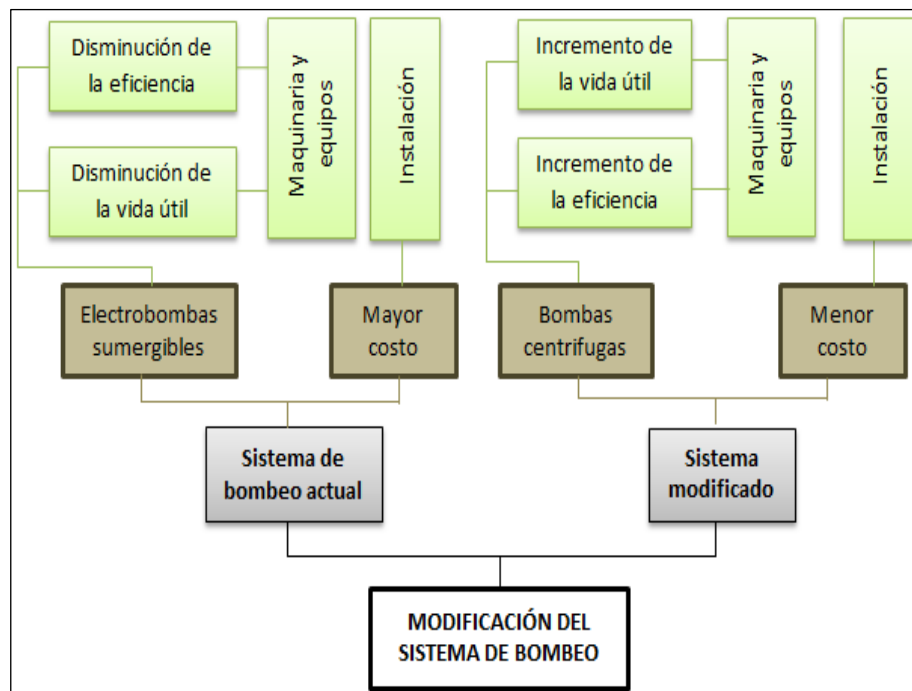 Disminución de
la eficiencia
Disminución de
la vida útil
Maquinaria y
equipos
Instalación
Incremento de
la vida útil
Incremento de
la eficiencia
Maquinaria y
equipos
Instalación
Electrobombas
sumergibles
Mayor
costo
Bombas
centrifugas
Menor
costo
Sistema de
bombeo actual
Sistema
modificado
MODIFICACIÓN DEL
SISTEMA DE BOMBEO